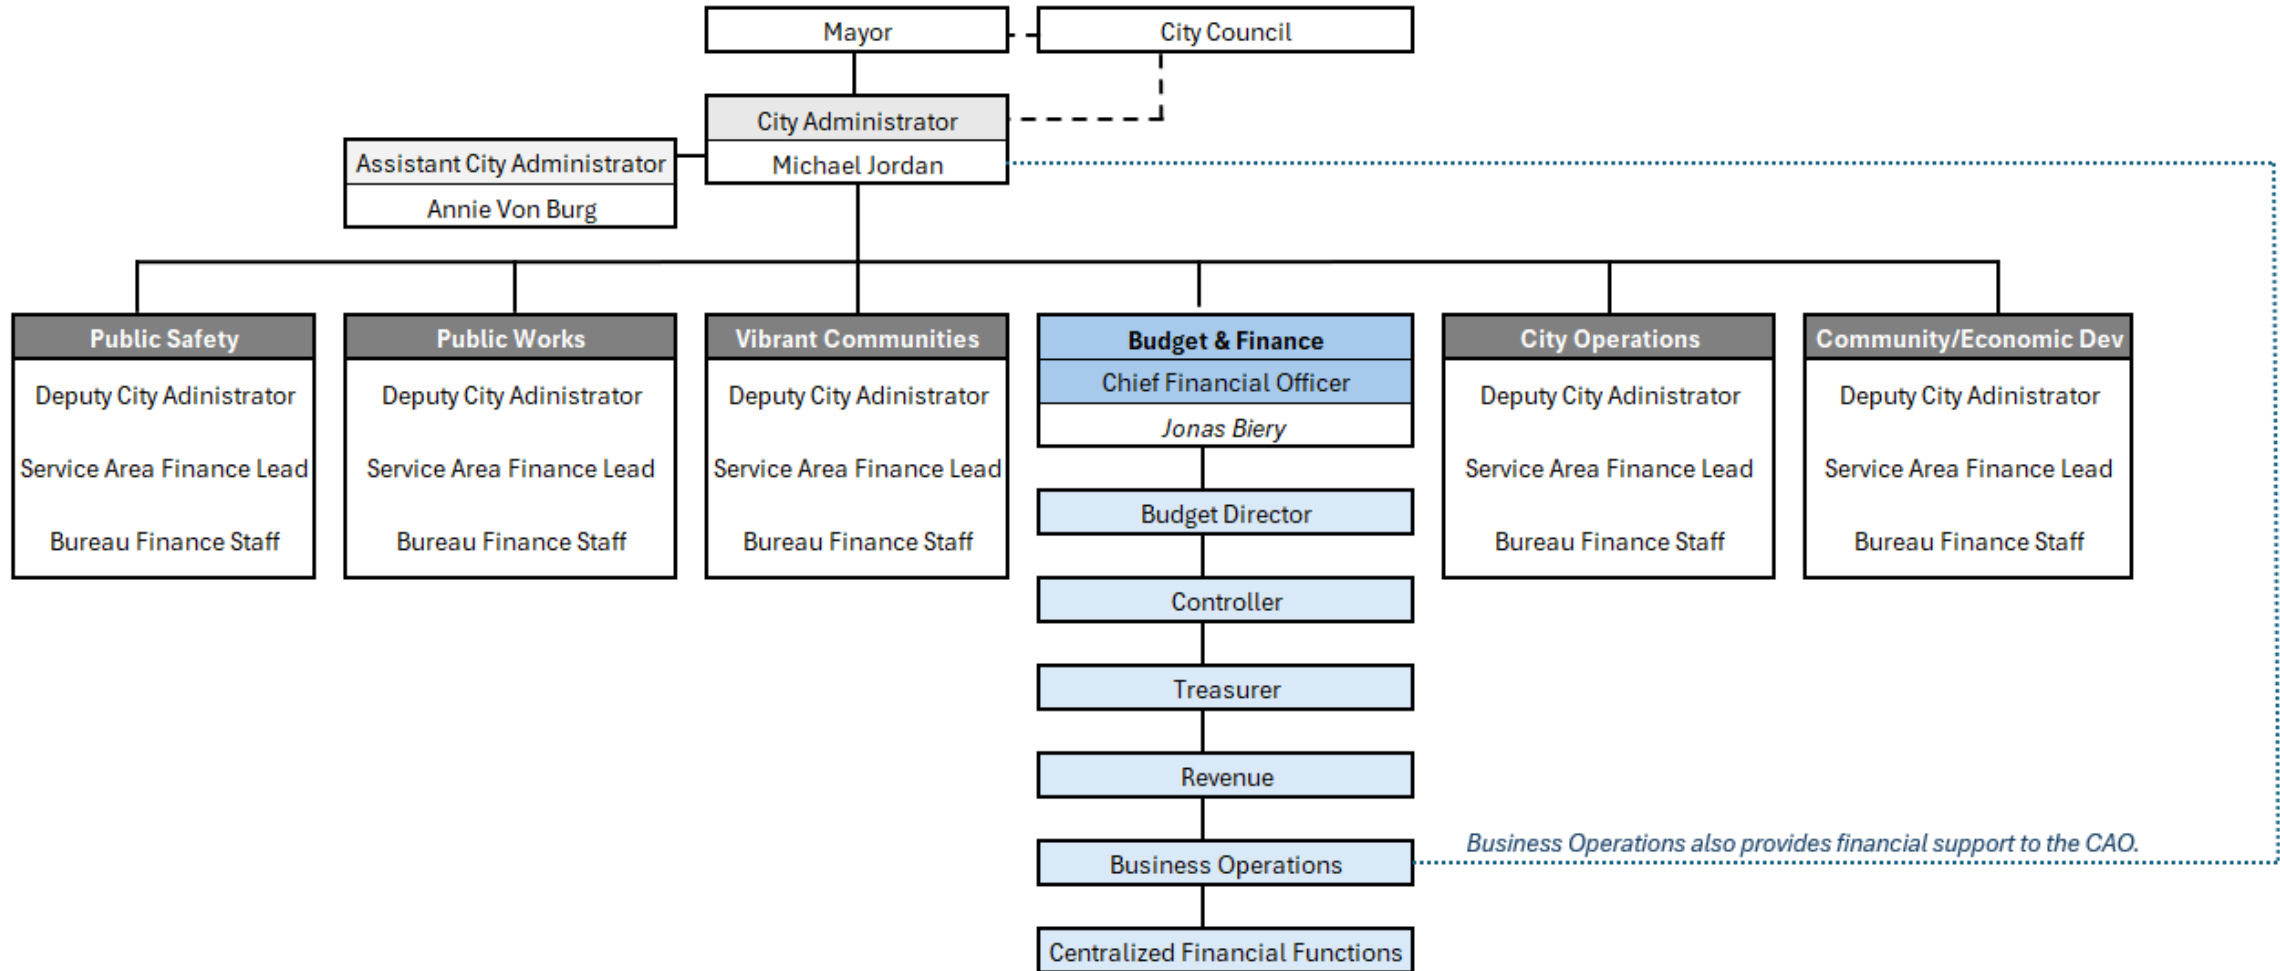 Mayor
City Council
City Administrator
Michael Jordan
Assistant City Administrator
Annie Von Burg
Public Safety
Deputy City Adinistrator
Service Area Finance Lead
Bureau Finance Staff
Public Works
Deputy City Adinistrator
Service Area Finance Lead
Bureau Finance Staff
Vibrant Communities
Deputy City Adinistrator
Service Area Finance Lead
Bureau Finance Staff
Budget & Finance
Chief Financial Officer
Jonas Biery
Budget Director
Controller
Treasurer
Revenue
Business Operations
Centralized Financial Functions
City Operations
Deputy City Adinistrator
Service Area Finance Lead
Bureau Finance Staff
Community/Economic Dev
Deputy City Adinistrator
Service Area Finance Lead
Bureau Finance Staff
Business Operations also provides financial support to the CAO.